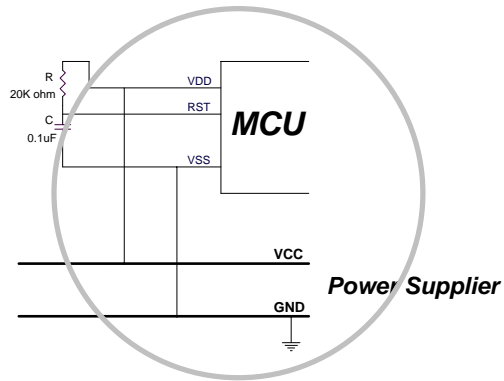 R
20K ohm
C
0.1uF
VDD
RST
VSS
MCU
VCC
GND
Power Supplier